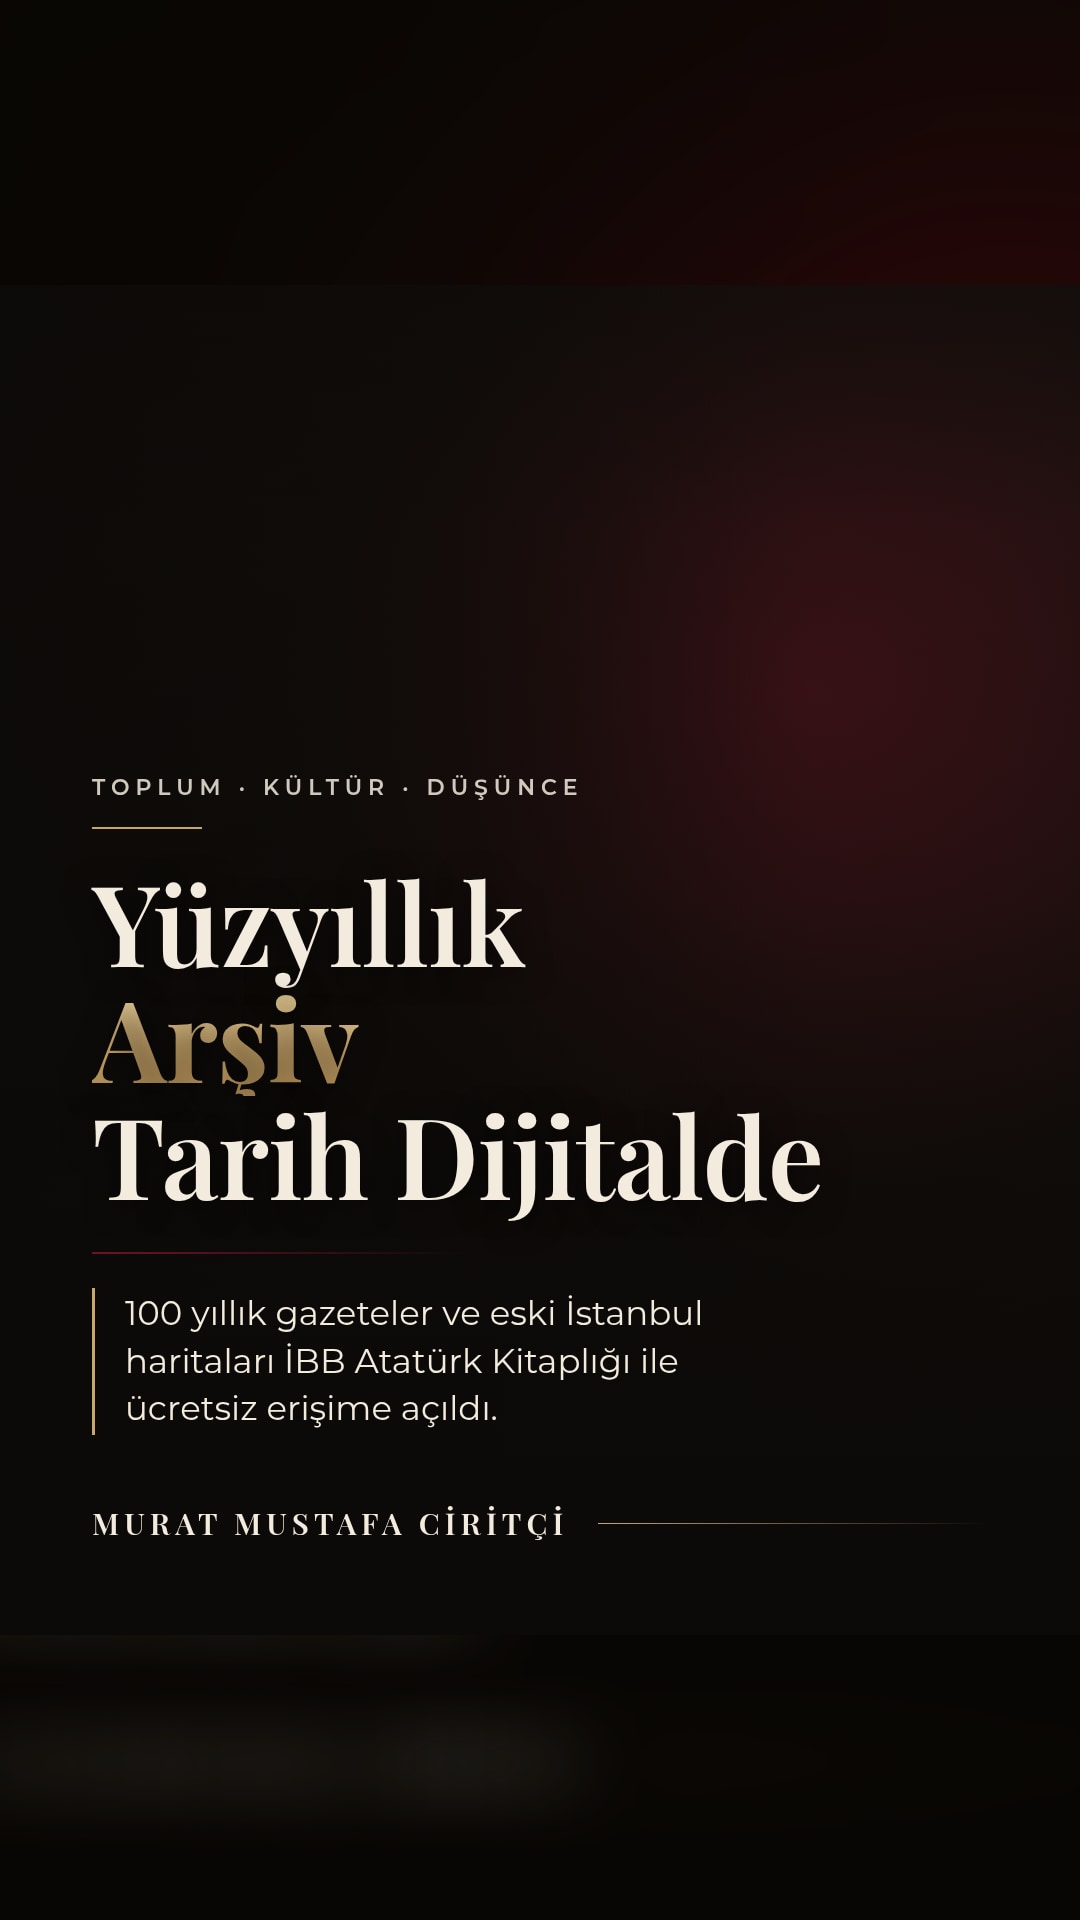 TOPLUM · KÜLTÜR · DÜŞÜNCE
Yüzyıllık
Arşiv
Tarih Dijitalde
100 yıllık gazeteler ve eski İstanbul
haritaları İBB Atatürk Kitaplığı ile
ücretsiz erişime açıldı.
MURAT MUSTAFA CİRİTÇİ